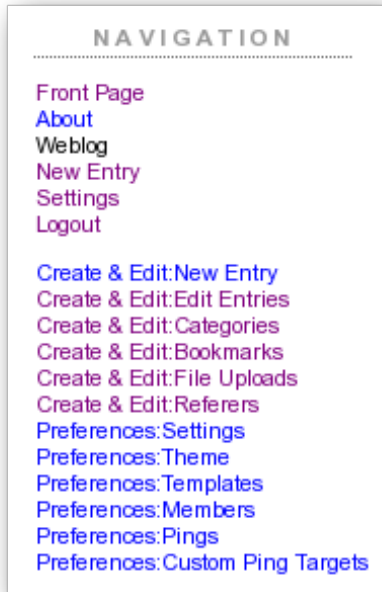 NAVIGATION
Front Page
About
Weblog
New Entry
Settings
Logout
Create & Edit:New Entry
Create & Edit:Edit Entries
Create & Edit:Categories
Create & Edit:Bookmarks
Create & Edit:File Uploads
Create & Edit:Referers
Preferences:Settings
Preferences:Theme
Preferences:Templates
Preferences:Members
Preferences:Pings
Preferences:Custom Ping Targets